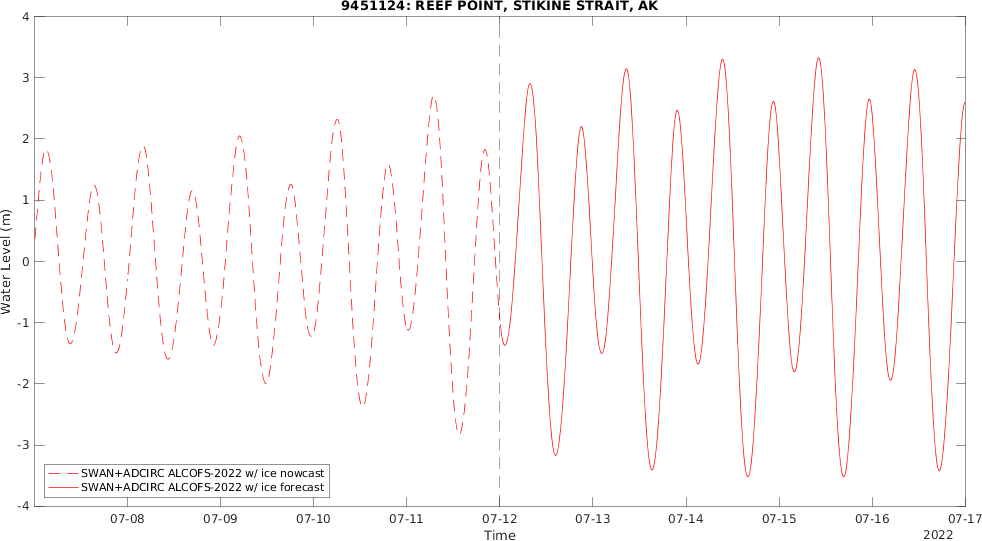 9451124: REEF POINT, STIKINE STRAIT, AK
4
3
2
1
0
-1
-2
-3
-4
Water Level (m)
SWAN+ADCIRC ALCOFS-2022 w/ ice nowcast
SWAN+ADCIRC ALCOFS-2022 w/ ice forecast
07-08 07-09 07-10 07-11 07-12 07-13 07-14 07-15 07-16 07-17
Time
2022